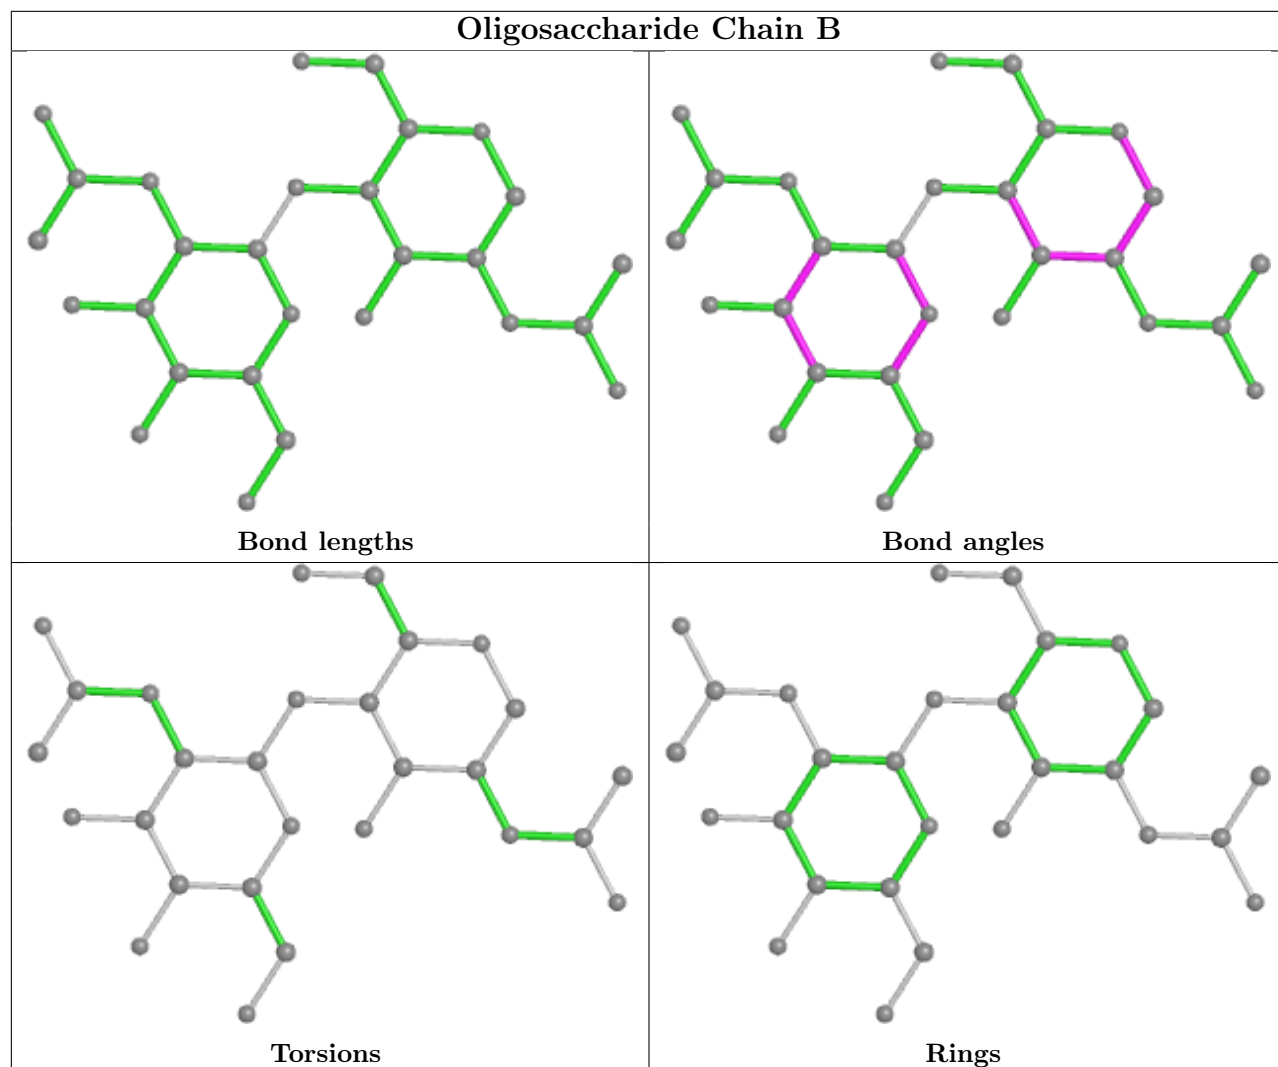 Oligosaccharide Chain B
Bond lengths
Bond angles
Torsions
Rings